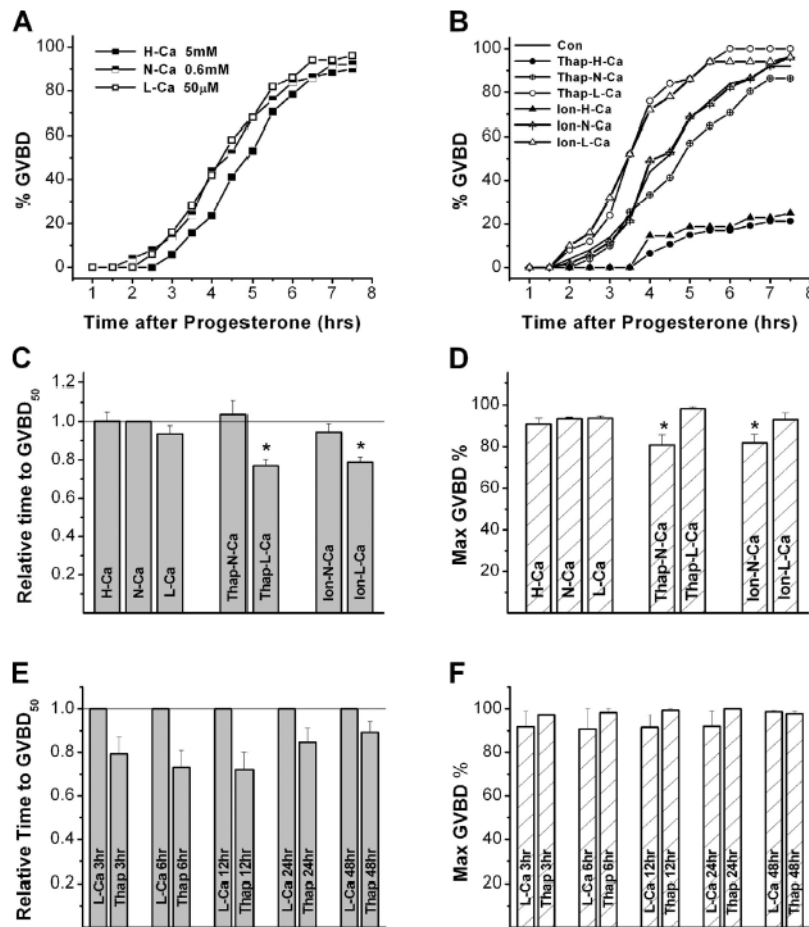 A
H-Ca 5mM
N-Ca 0.6mM
L-Ca 50µM
% GVBD
100
80
60
40
20
0
1 2 3 4 5 6 7 8
Time after Progesterone (hrs)
B
Con
Thap-H-Ca
Thap-N-Ca
Thap-L-Ca
Ion-H-Ca
Ion-N-Ca
Ion-L-Ca
% GVBD
100
80
60
40
20
0
1 2 3 4 5 6 7 8
Time after Progesterone (hrs)
C
Relative time to GVBD50
1.2
1.0
0.8
0.6
0.4
0.2
H-Ca
N-Ca
L-Ca
Thap-N-Ca
* Thap-L-Ca
Ion-N-Ca
* Ion-L-Ca
D
Max GVBD %
100
80
60
40
20
H-Ca
N-Ca
L-Ca
* Thap-N-Ca
Thap-L-Ca
* Ion-N-Ca
Ion-L-Ca
E
Relative Time to GVBD50
1.0
0.8
0.6
0.4
0.2
L-Ca 3hr
Thap 3hr
L-Ca 6hr
Thap 6hr
L-Ca 12hr
Thap 12hr
L-Ca 24hr
Thap 24hr
L-Ca 48hr
Thap 48hr
F
Max GVBD %
100
80
60
40
20
L-Ca 3hr
Thap 3hr
L-Ca 6hr
Thap 6hr
L-Ca 12hr
Thap 12hr
L-Ca 24hr
Thap 24hr
L-Ca 48hr
Thap 48hr